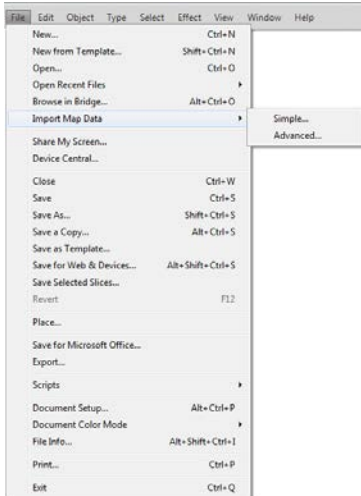 File Edit Object Type Select Effect View Window Help
New... Ctrl+N
New from Template... Shift+Ctrl+N
Open... Ctrl+O
Open Recent Files
Browse in Bridge... Alt+Ctrl+O
Import Map Data
Simple...
Advanced...
Share My Screen...
Device Central...
Close Ctrl+W
Save Ctrl+S
Save As... Shift+Ctrl+S
Save a Copy... Alt+Ctrl+S
Save as Template...
Save for Web & Devices... Alt+Shift+Ctrl+S
Save Selected Slices...
Revert F12
Place...
Save for Microsoft Office...
Export...
Scripts
Document Setup... Alt+Ctrl+P
Document Color Mode
File Info... Alt+Shift+Ctrl+I
Print... Ctrl+P
Exit Ctrl+Q